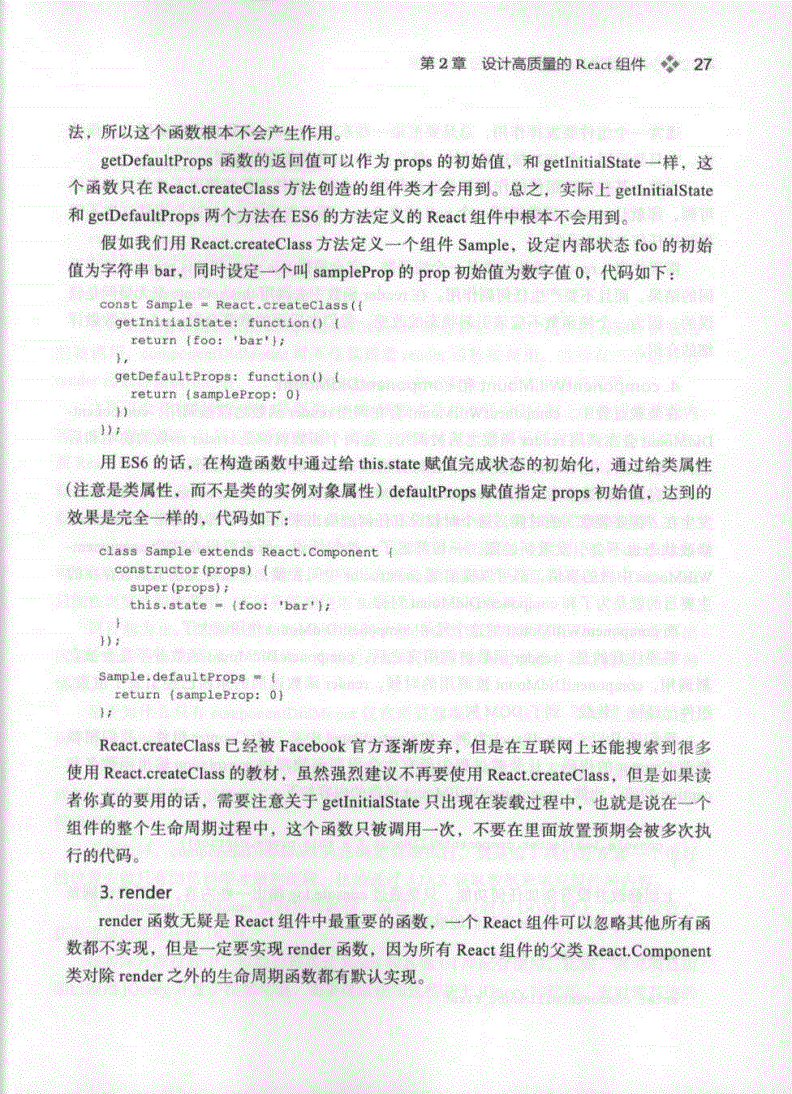 第2章 设计高质量的React组件 27
法，所以这个函数根本不会产生作用。
getDefaultProps 函数的返回值可以作为 props 的初始值，和 getInitialState 一样，这
个函数只在 React.createClass 方法创造的组件类才会用到。总之，实际上 getInitialState
和 getDefaultProps 两个方法在 ES6 的方法定义的 React 组件中根本不会用到。
假如我们用 React.createClass 方法定义一个组件 Sample，设定内部状态 foo 的初始
值为字符串 bar，同时设定一个叫 sampleProp 的 prop 初始值为数字值 0，代码如下：
const Sample = React.createClass({
getInitialState: function() {
return {foo: 'bar'};
},
getDefaultProps: function() {
return {sampleProp: 0}
})
});
用 ES6 的话，在构造函数中通过给 this.state 赋值完成状态的初始化，通过给类属性
（注意是类属性，而不是类的实例对象属性）defaultProps 赋值指定 props 初始值，达到的
效果是完全一样的，代码如下：
class Sample extends React.Component {
constructor(props) {
super(props);
this.state = {foo: 'bar'};
}
});
Sample.defaultProps = {
return {sampleProp: 0}
};
React.createClass 已经被 Facebook 官方逐渐废弃，但是在互联网上还能搜索到很多
使用 React.createClass 的教材，虽然强烈建议不再要使用 React.createClass，但是如果读
者你真的要用的话，需要注意关于 getInitialState 只出现在装载过程中，也就是说在一个
组件的整个生命周期过程中，这个函数只被调用一次，不要在里面放置预期会被多次执
行的代码。
3. render
render 函数无疑是 React 组件中最重要的函数，一个 React 组件可以忽略其他所有函
数都不实现，但是一定要实现 render 函数，因为所有 React 组件的父类 React.Component
类对除 render 之外的生命周期函数都有默认实现。